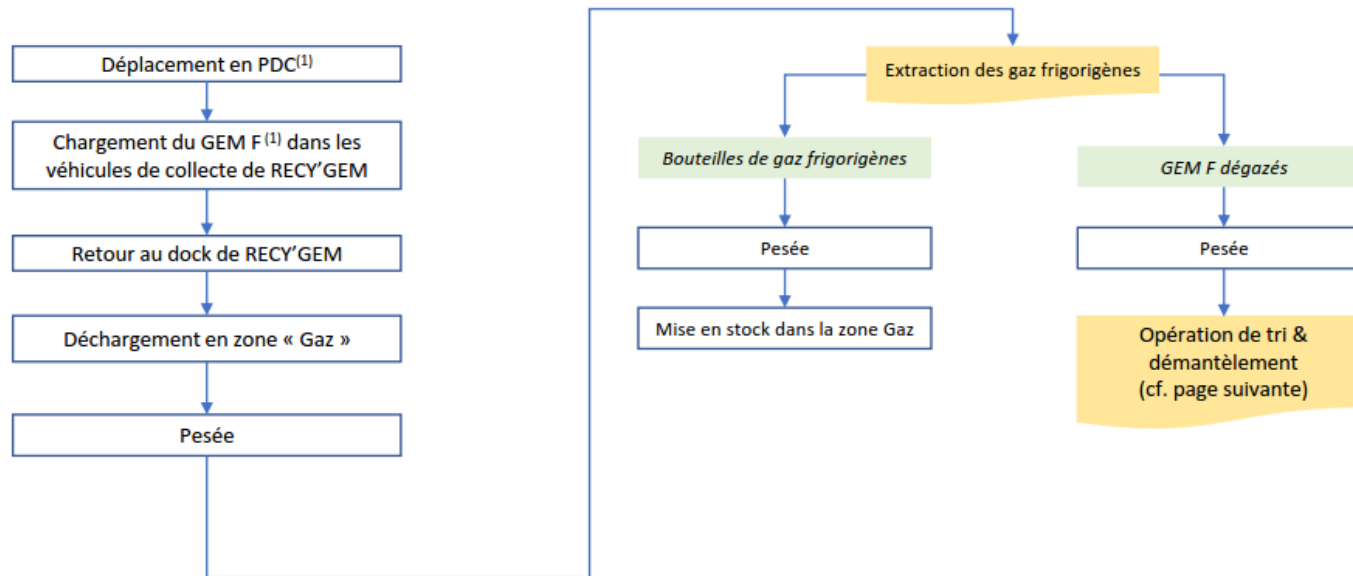 Déplacement en PDC(1)
Chargement du GEM F (1) dans les
véhicules de collecte de RECY’GEM
Retour au dock de RECY’GEM
Déchargement en zone « Gaz »
Pesée
Extraction des gaz frigorigènes
Bouteilles de gaz frigorigènes
Pesée
Mise en stock dans la zone Gaz
GEM F dégazés
Pesée
Opération de tri &
démantèlement
(cf. page suivante)